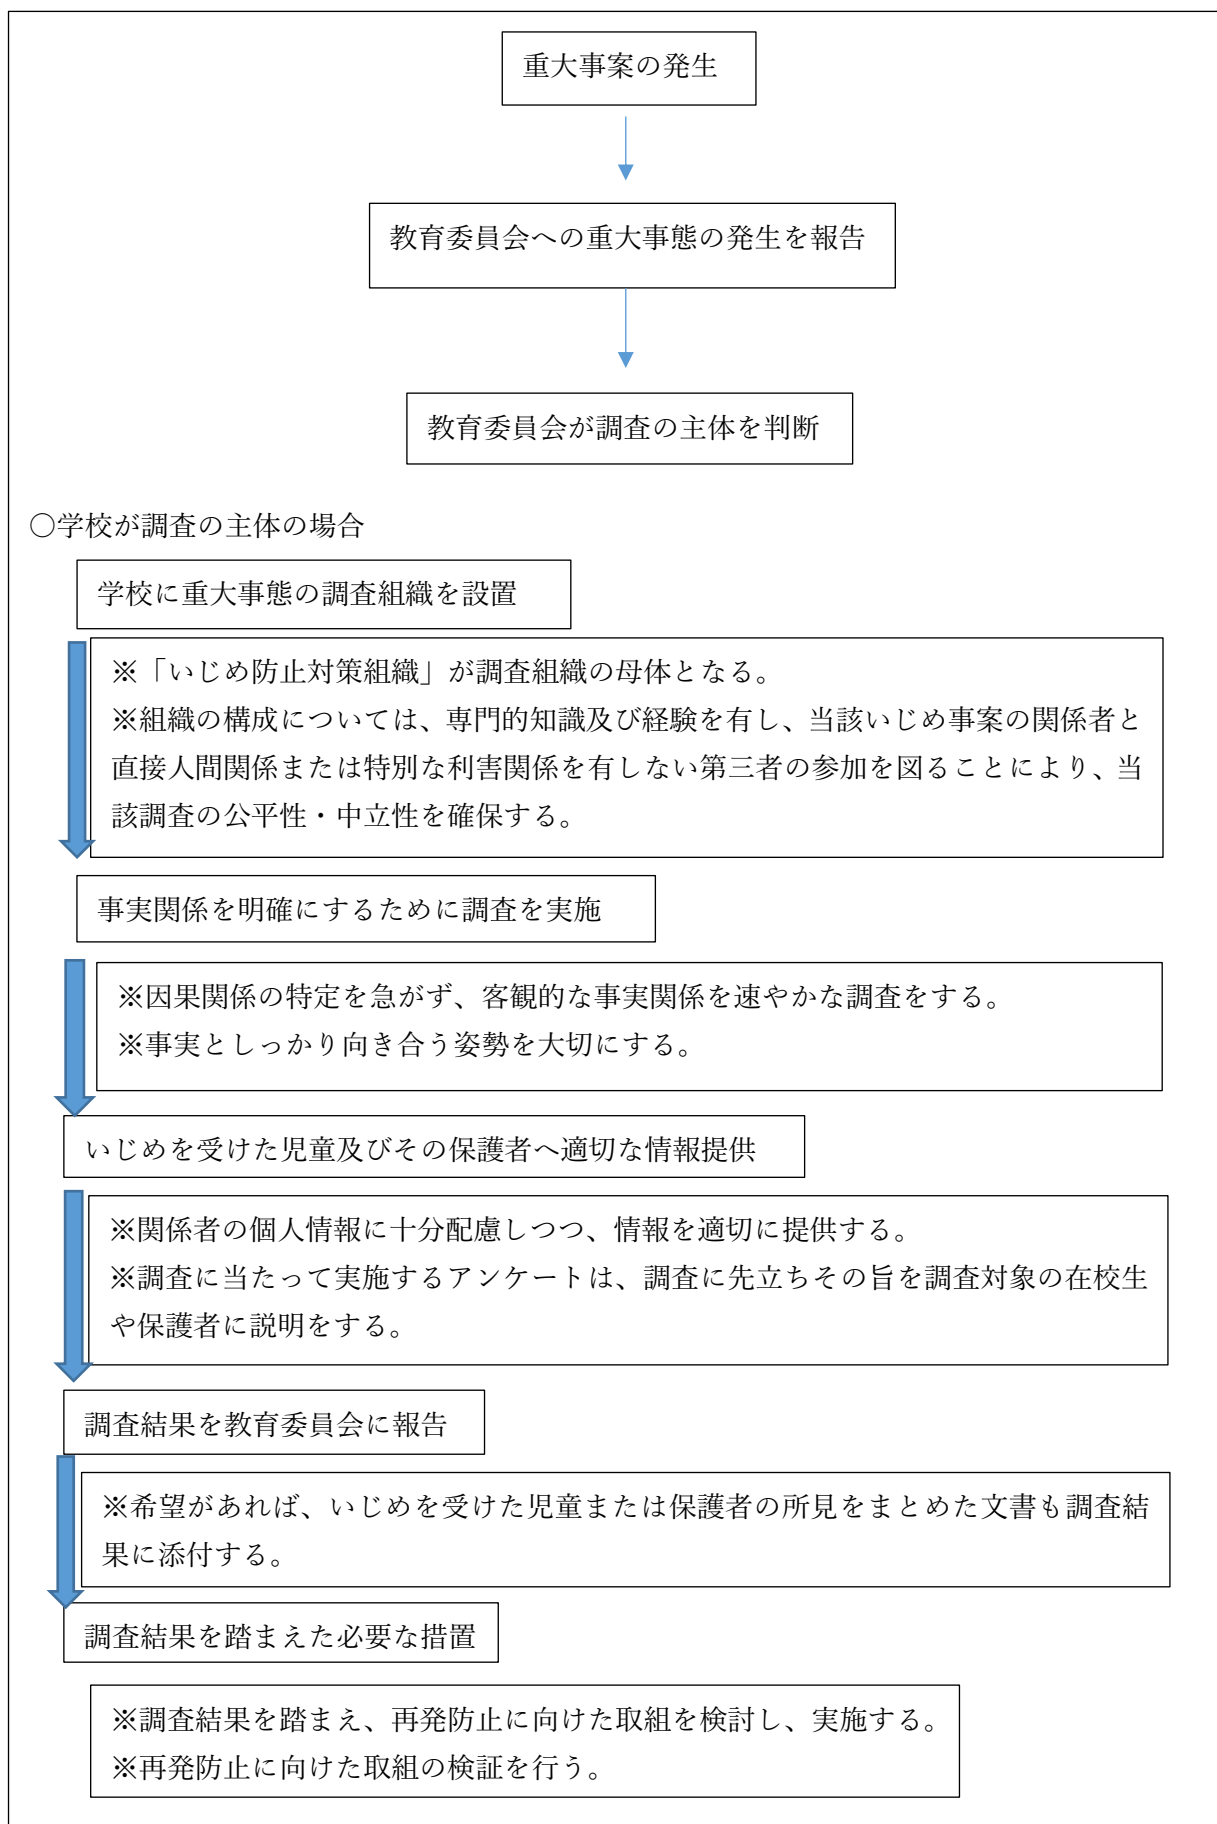 重大事案の発生
教育委員会への重大事態の発生を報告
教育委員会が調査の主体を判断
〇学校が調査の主体の場合
学校に重大事態の調査組織を設置
※「いじめ防止対策組織」が調査組織の母体となる。
※組織の構成については、専門的知識及び経験を有し、当該いじめ事案の関係者と
直接人間関係または特別な利害関係を有しない第三者の参加を図ることにより、当
該調査の公平性・中立性を確保する。
事実関係を明確にするために調査を実施
※因果関係の特定を急がず、客観的な事実関係を速やかな調査をする。
※事実としっかり向き合う姿勢を大切にする。
いじめを受けた児童及びその保護者へ適切な情報提供
※関係者の個人情報に十分配慮しつつ、情報を適切に提供する。
※調査に当たって実施するアンケートは、調査に先立ちその旨を調査対象の在校生
や保護者に説明をする。
調査結果を教育委員会に報告
※希望があれば、いじめを受けた児童または保護者の所見をまとめた文書も調査結
果に添付する。
調査結果を踏まえた必要な措置
※調査結果を踏まえ、再発防止に向けた取組を検討し、実施する。
※再発防止に向けた取組の検証を行う。